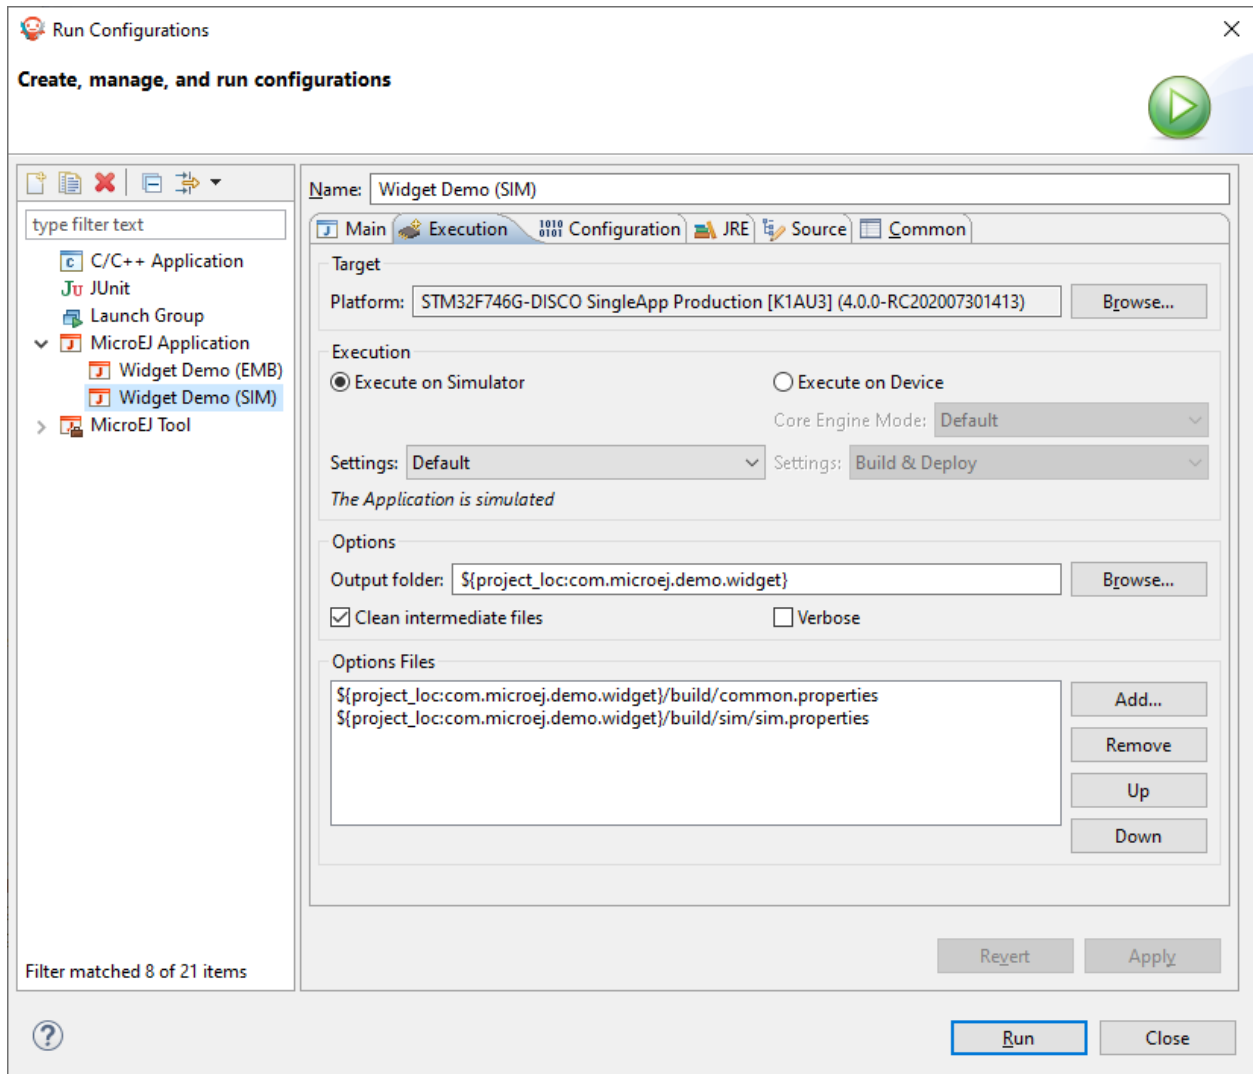 Run Configurations
Create, manage, and run configurations
type filter text
C/C++ Application
JUnit
Launch Group
MicroEJ Application
Widget Demo (EMB)
Widget Demo (SIM)
MicroEJ Tool
Filter matched 8 of 21 items
Name: Widget Demo (SIM)
Main Execution Configuration JRE Source Common
Target
Platform: STM32F746G-DISCO SingleApp Production [K1AU3] (4.0.0-RC202007301413) Browse...
Execution
Execute on Simulator Execute on Device
Core Engine Mode: Default
Settings: Default Settings: Build & Deploy
The Application is simulated
Options
Output folder: ${project_loc:com.microej.demo.widget} Browse...
Clean intermediate files Verbose
Options Files
${project_loc:com.microej.demo.widget}/build/common.properties
${project_loc:com.microej.demo.widget}/build/sim/sim.properties
Add...
Remove
Up
Down
Revert Apply
Run Close